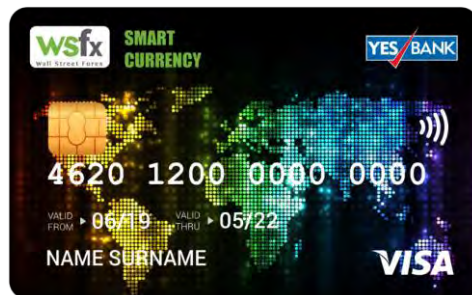 wsfx
Wall Street Forex
SMART
CURRENCY
YES BANK
4620 1200 0000 0000
VALID FROM 06/19 VALID THRU 05/22
NAME SURNAME
VISA